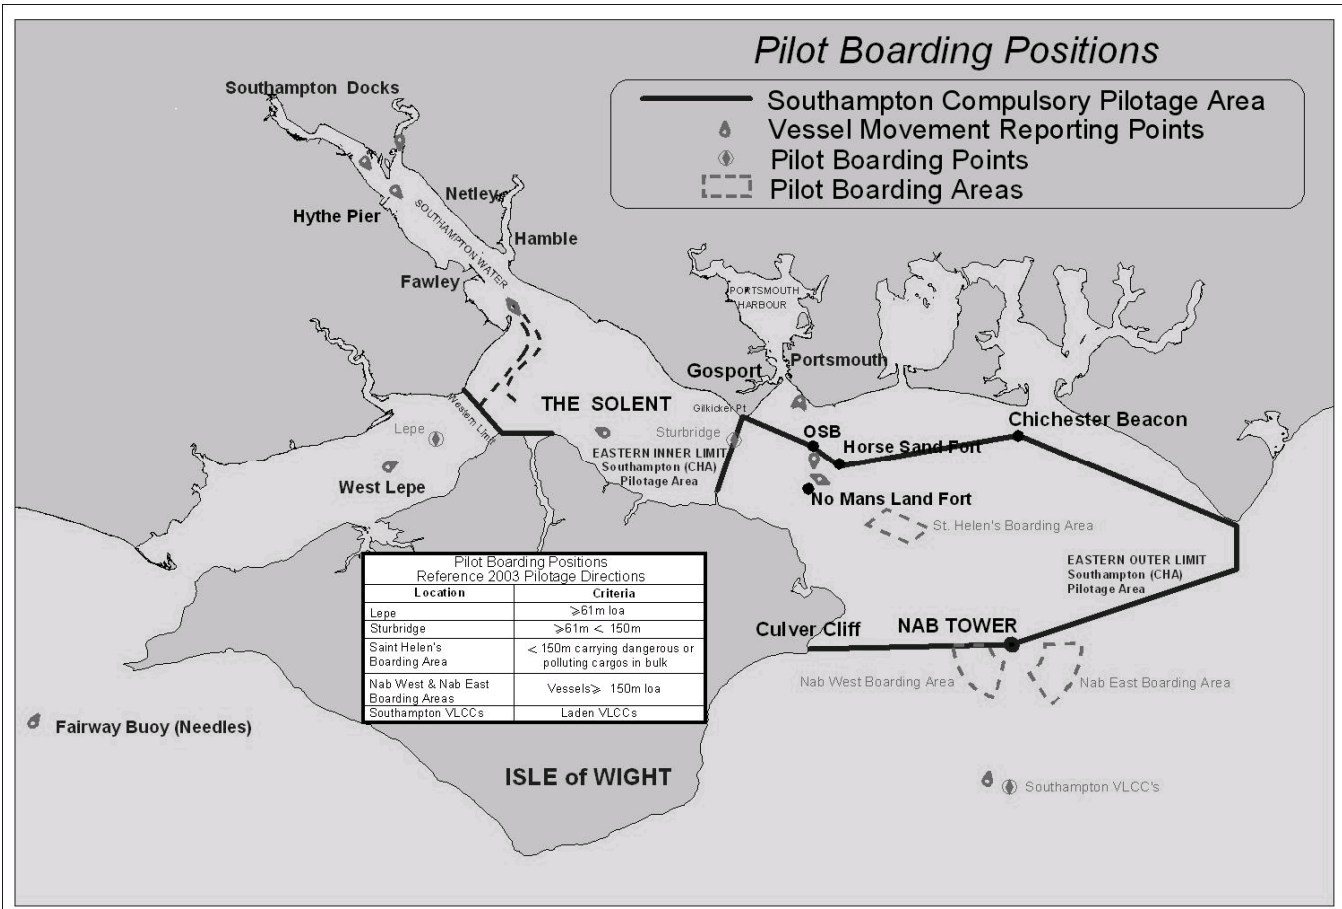 Pilot Boarding Positions
Southampton Compulsory Pilotage Area
Vessel Movement Reporting Points
Pilot Boarding Points
Pilot Boarding Areas
Southampton Docks
Netley
Hythe Pier
SOUTHAMPTON WATER
Hamble
Fawley
PORTSMOUTH
HARBOUR
Portsmouth
Gosport
THE SOLENT
Gilkicker Pt
Western Limit
Lepe
Sturbridge
OSB
Chichester Beacon
Horse Sand Fort
EASTERN INNER LIMIT
Southampton (CHA)
Pilotage Area
West Lepe
No Mans Land Fort
St. Helen's Boarding Area
EASTERN OUTER LIMIT
Southampton (CHA)
Pilotage Area
Pilot Boarding Positions
Reference 2003 Pilotage Directions
Location Criteria
Lepe ⩾61m loa
Sturbridge ⩾61m < 150m
Saint Helen's
Boarding Area
< 150m carrying dangerous or
polluting cargos in bulk
Nab West & Nab East
Boarding Areas
Vessels⩾ 150m loa
Southampton VLCCs Laden VLCCs
Culver Cliff
NAB TOWER
Nab West Boarding Area
Nab East Boarding Area
Fairway Buoy (Needles)
ISLE of WIGHT
Southampton VLCC's